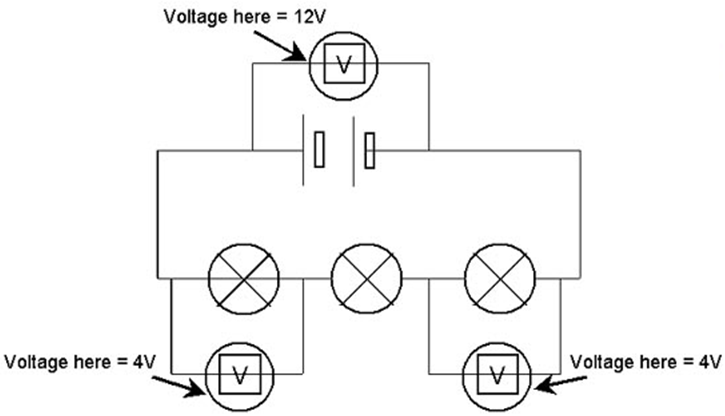 Voltage here = 12V
V
Voltage here = 4V
V
V
Voltage here = 4V